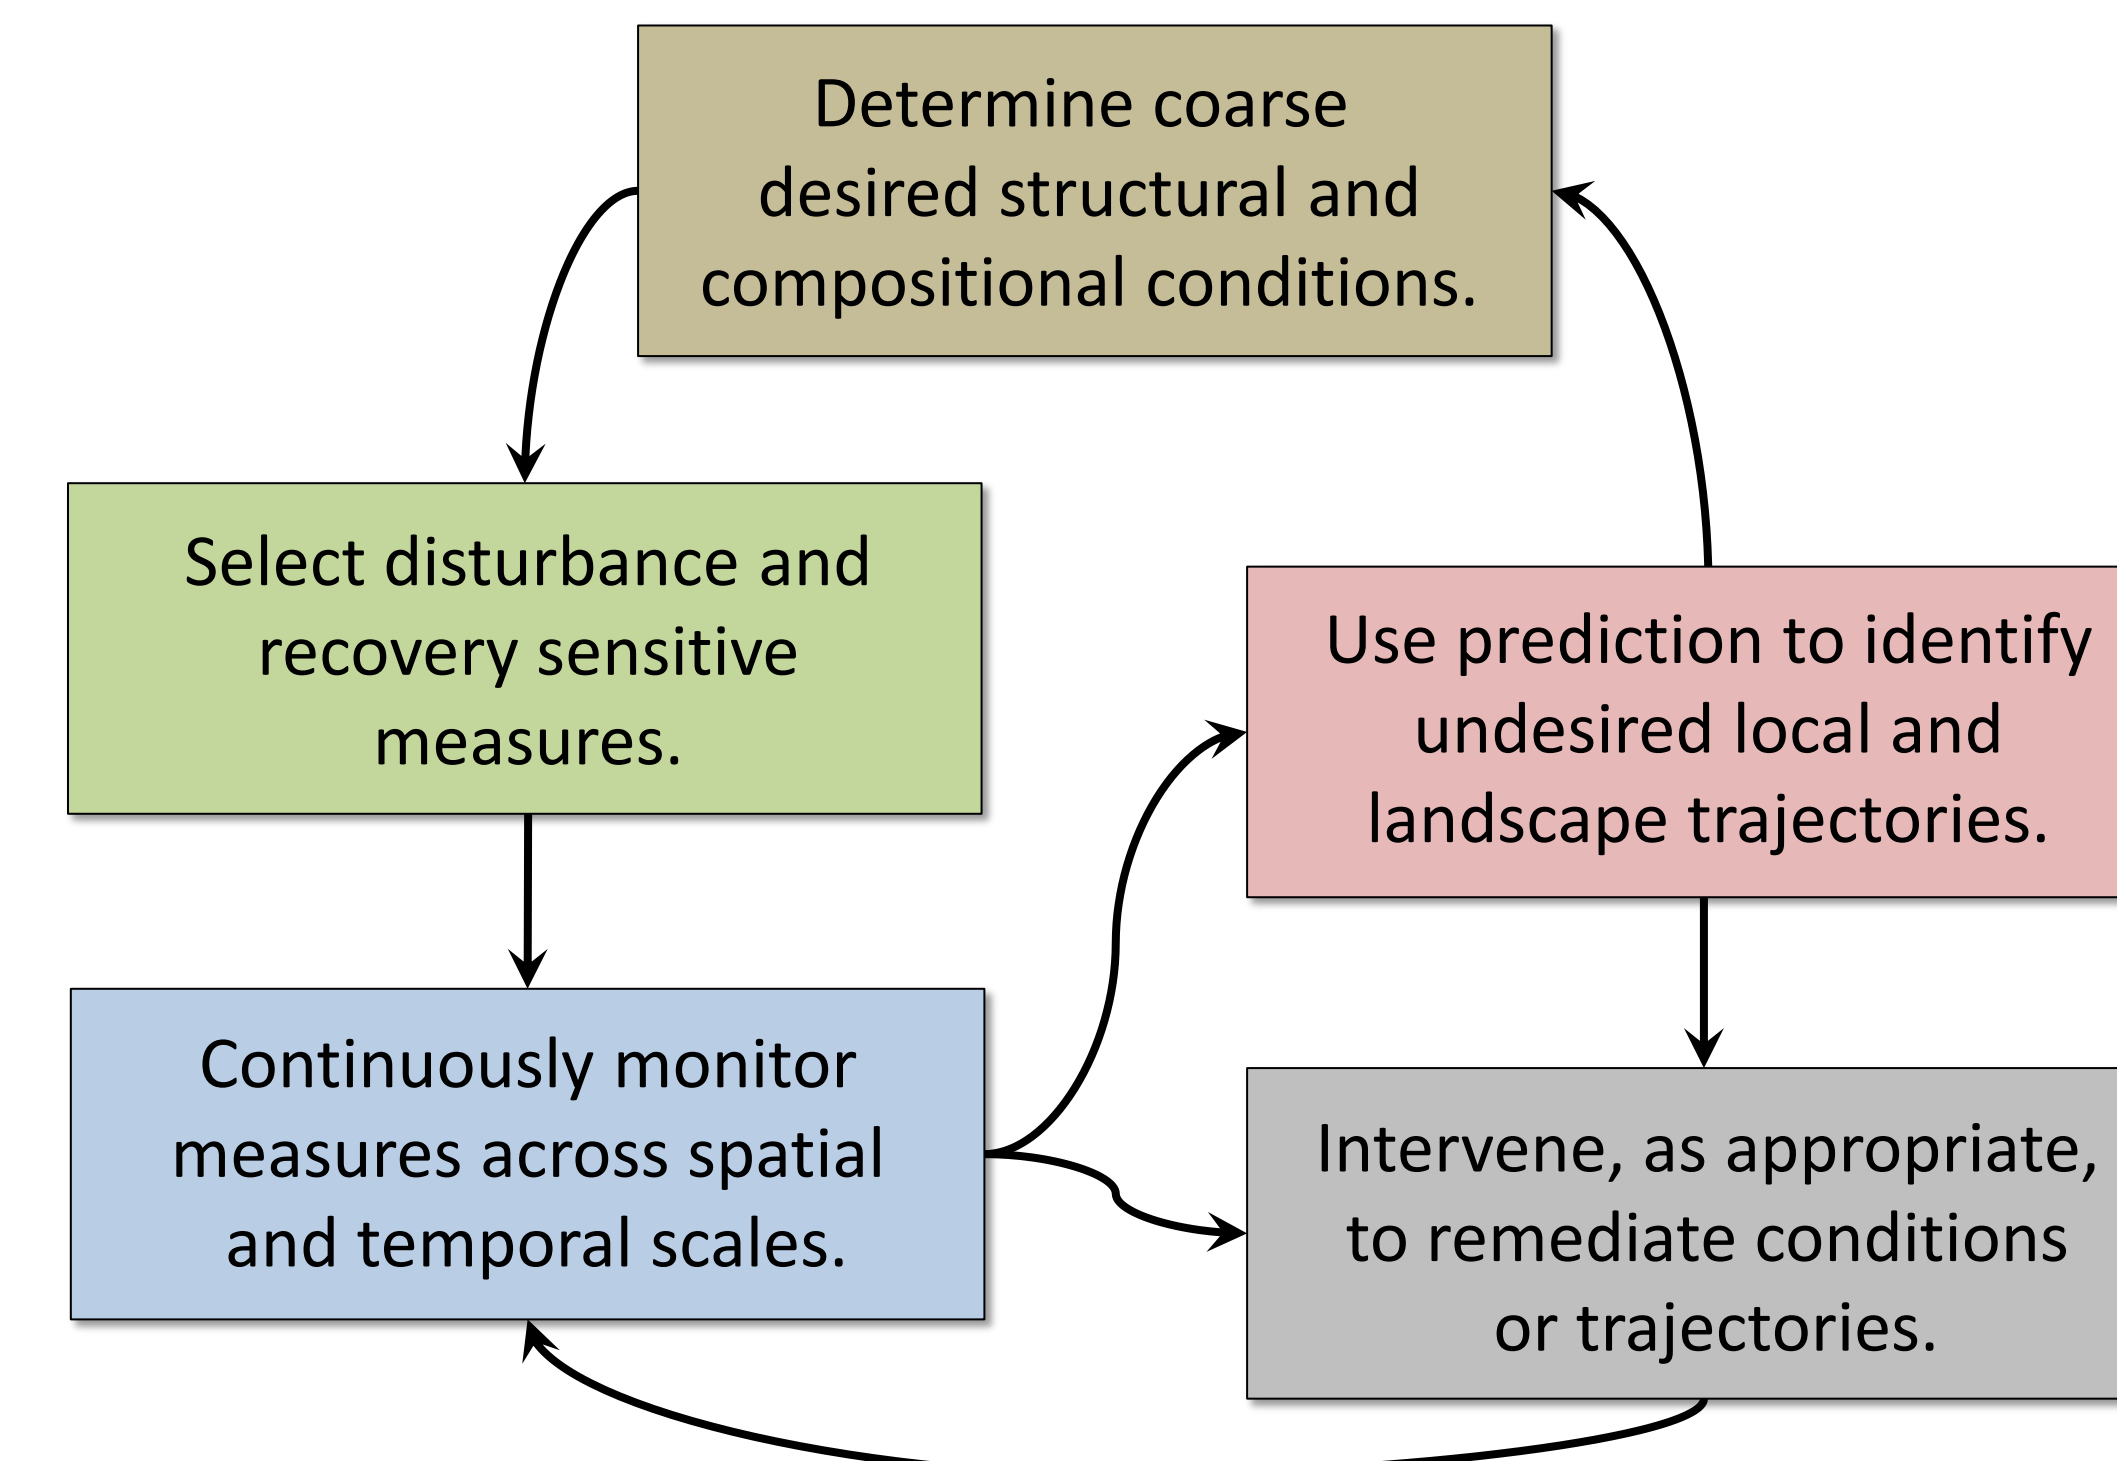 Determine coarse
desired structural and
compositional conditions.
Select disturbance and
recovery sensitive
measures.
Use prediction to identify
undesired local and
landscape trajectories.
Continuously monitor
measures across spatial
and temporal scales.
Intervene, as appropriate,
to remediate conditions
or trajectories.